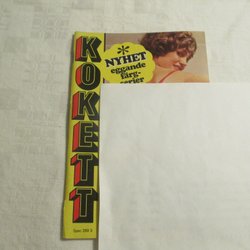 KOKETT
NYHET
eggande
färg-
serier